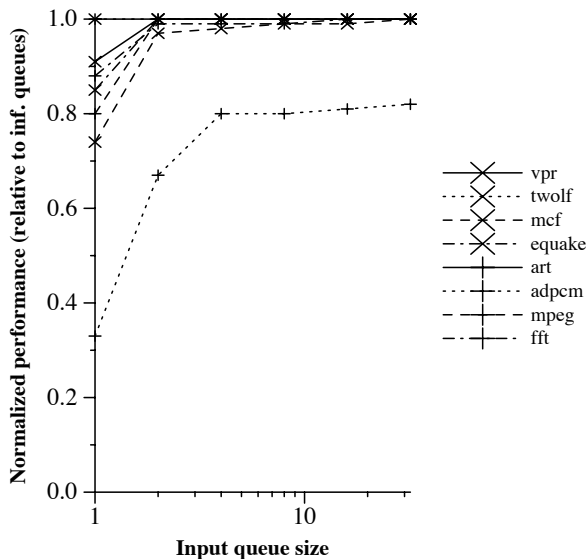 Normalized performance (relative to inf. queues)
1.0
0.8
0.6
0.4
0.2
0.0
1
10
Input queue size
vpr
twolf
mcf
equake
art
adpcm
mpeg
fft